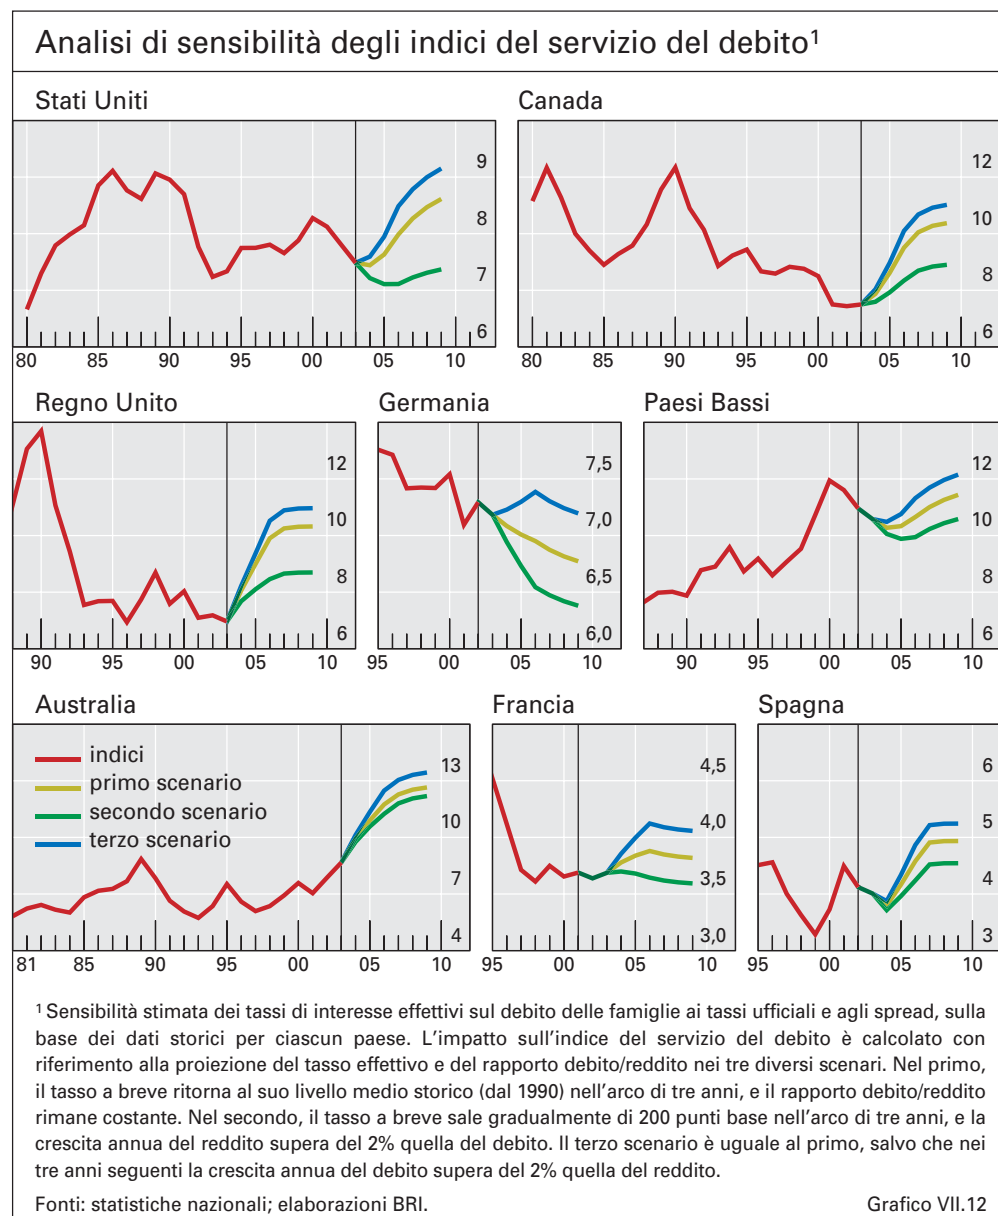 Analisi di sensibilità degli indici del servizio del debito¹
Stati Uniti
Canada
9
8
7
6
80 85 90 95 00 05 10
12
10
8
6
80 85 90 95 00 05 10
Regno Unito
Germania
Paesi Bassi
12
10
8
6
90 95 00 05 10
7,5
7,0
6,5
6,0
95 00 05 10
12
10
8
6
90 95 00 05 10
Australia
Francia
Spagna
indici
primo scenario
secondo scenario
terzo scenario
13
10
7
4
81 85 90 95 00 05 10
4,5
4,0
3,5
3,0
95 00 05 10
6
5
4
3
95 00 05 10
¹ Sensibilità stimata dei tassi di interesse effettivi sul debito delle famiglie ai tassi ufficiali e agli spread, sulla
base dei dati storici per ciascun paese. L'impatto sull'indice del servizio del debito è calcolato con
riferimento alla proiezione del tasso effettivo e del rapporto debito/reddito nei tre diversi scenari. Nel primo,
il tasso a breve ritorna al suo livello medio storico (dal 1990) nell'arco di tre anni, e il rapporto debito/reddito
rimane costante. Nel secondo, il tasso a breve sale gradualmente di 200 punti base nell'arco di tre anni, e la
crescita annua del reddito supera del 2% quella del debito. Il terzo scenario è uguale al primo, salvo che nei
tre anni seguenti la crescita annua del debito supera del 2% quella del reddito.
Fonti: statistiche nazionali; elaborazioni BRI.
Grafico VII.12